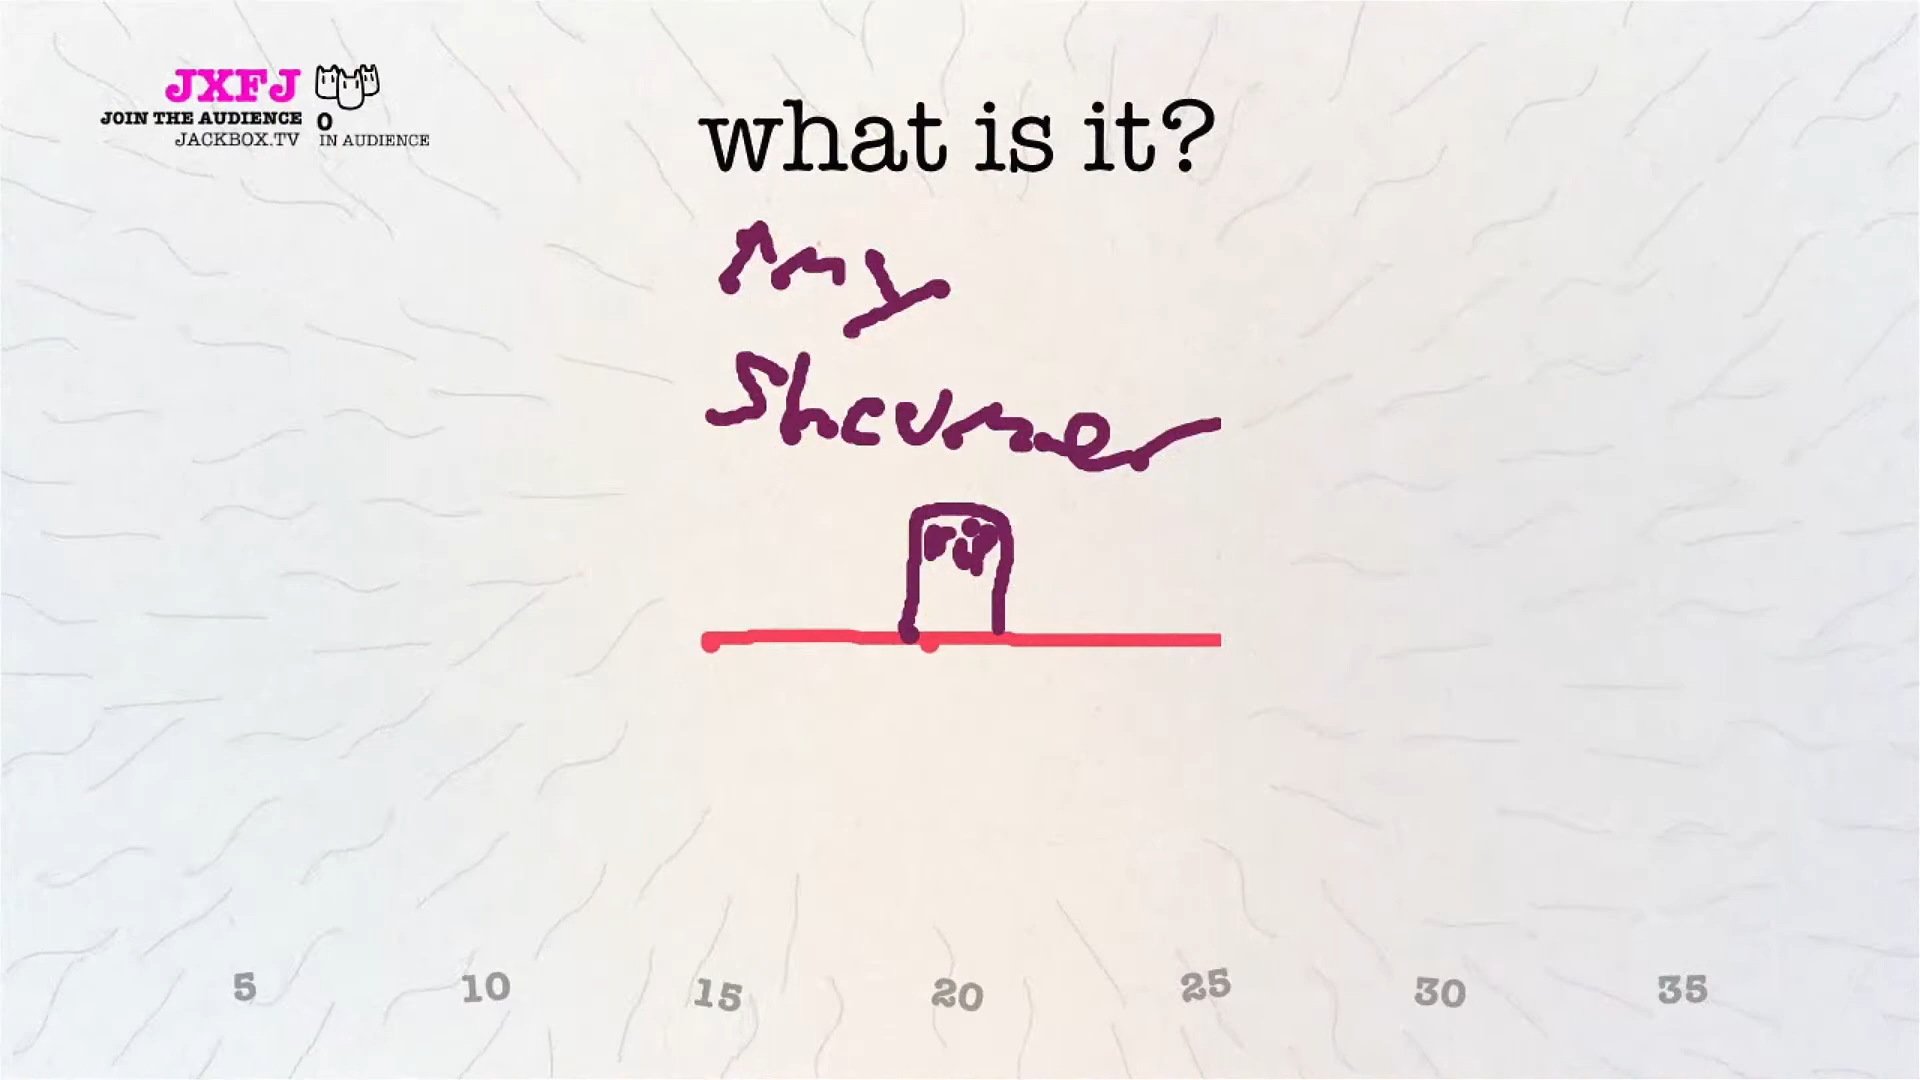 JXFJ
JOIN THE AUDIENCE
JACKBOX.TV
0
IN AUDIENCE
what is it?
Amy
rip
5 10 15 20 25 30 35